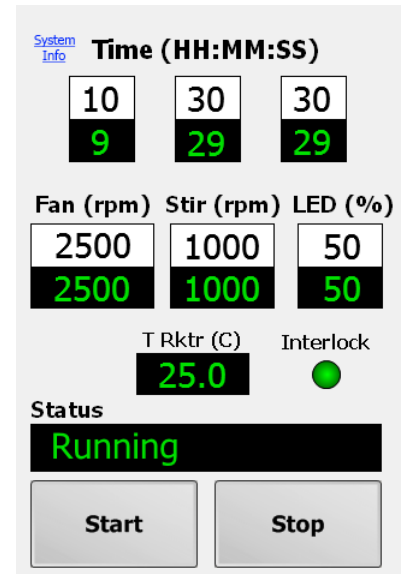 System
Info
Time (HH:MM:SS)
10 30 30
9 29 29
Fan (rpm) Stir (rpm) LED (%)
2500 1000 50
2500 1000 50
T Rktr (C) Interlock
25.0
Status
Running
Start Stop